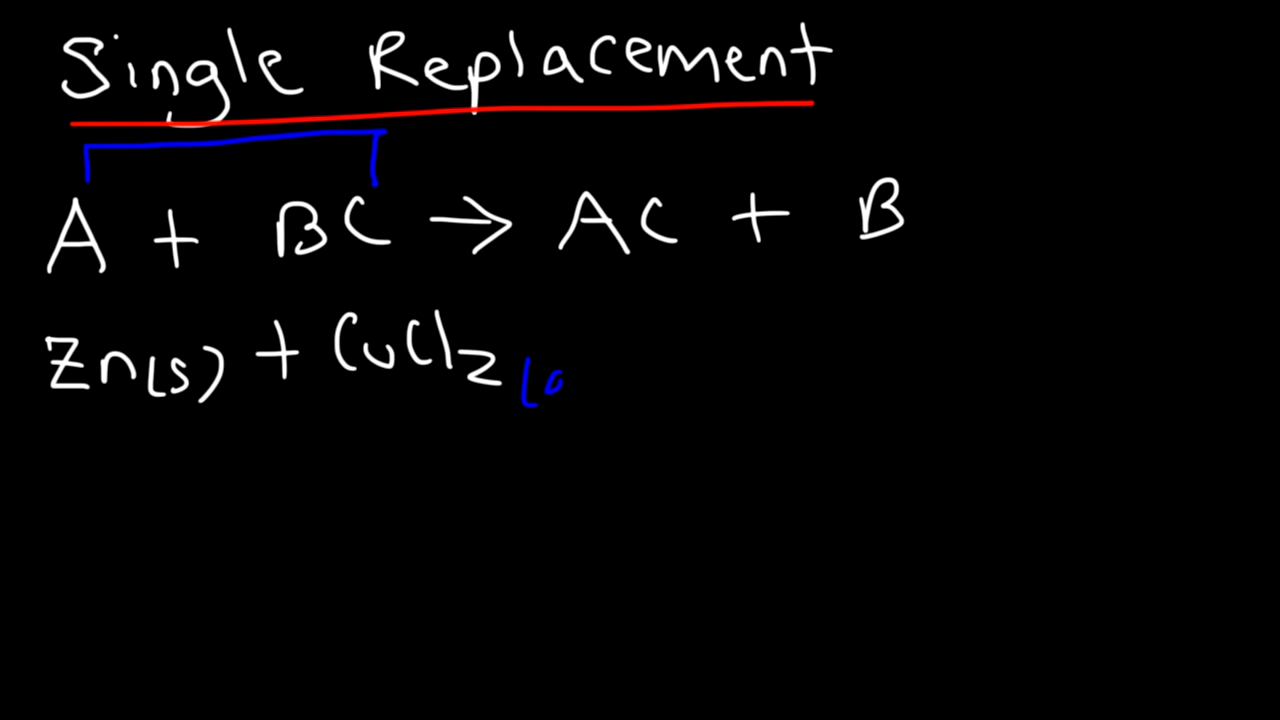 Single Replacement
A + BC → AC + B
Zn(s) + CuCl2 (a